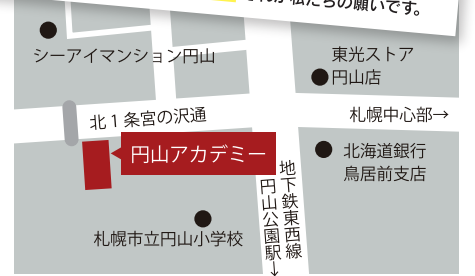 れが私たちの願いです。
シーアイマンション円山
東光ストア
円山店
札幌中心部→
北1条宮の沢通
円山アカデミー
北海道銀行
鳥居前支店
地下鉄東西線
円山公園駅→
札幌市立円山小学校